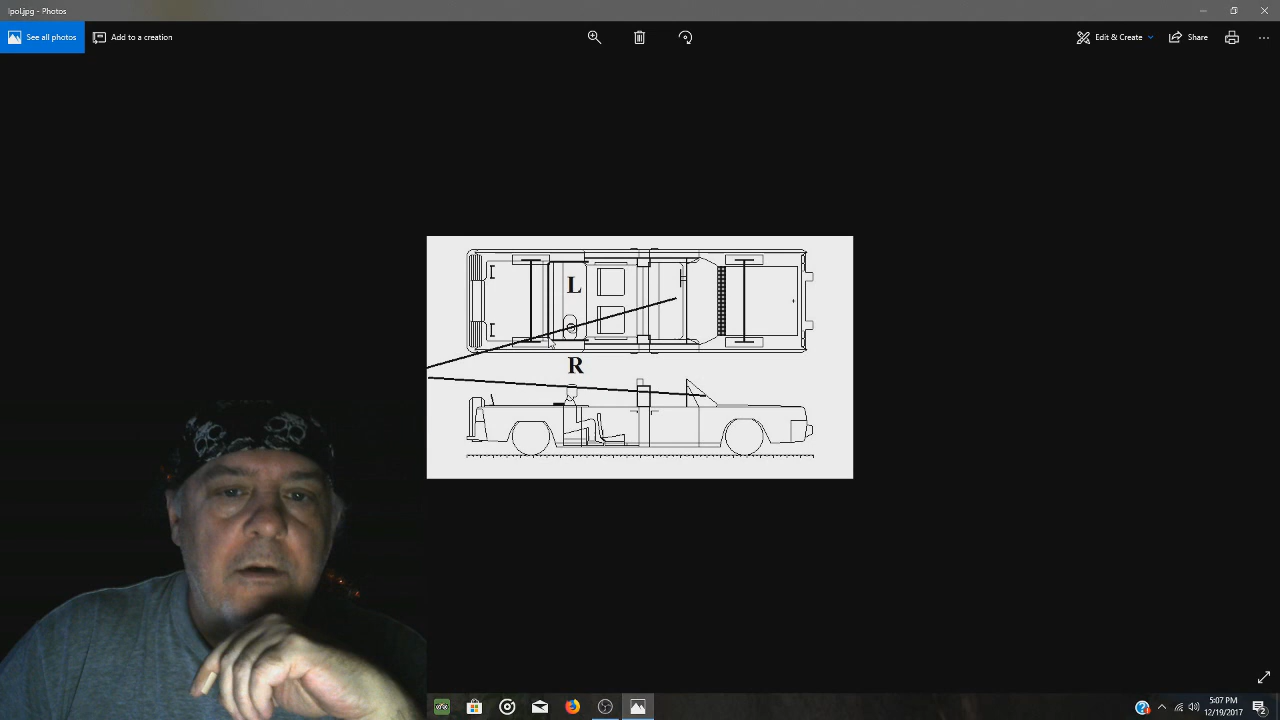 lpol.jpg - Photos
See all photos
Add to a creation
Edit & Create
Share
L
R
5:07 PM
12/19/2017